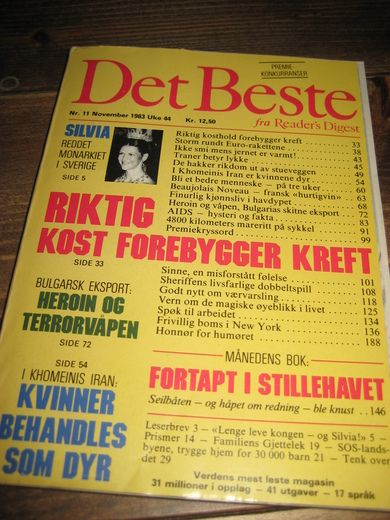 PREMIE-
KONKURRANSER
Det Beste
Nr. 11 November 1983 Uke 44 Kr. 12,50
fra Reader's Digest
SILVIA
REDDET
MONARKIET
I SVERIGE
SIDE 5
Riktig kosthold forebygger kreft 33
Storm rundt Euro-rakettene 38
Ikke smi mens jernet er varmt! 43
Traner betyr lykke 45
De hakker rikdom ut av stueveggen 49
I Khomeinis Iran er kvinnene dyr 54
Bli et bedre menneske – på tre uker 60
Beaujolais Noveau – fransk «hurtigvin» 63
Finurlig kjønnsliv i havdypet 68
Heroin og våpen, Bulgarias skitne eksport 72
AIDS – hysteri og fakta 83
4800 kilometers mareritt på sykkel
Premiekryssord 99
RIKTIG
KOST FOREBYGGER KREFT
SIDE 33
Sinne, en misforstått følelse 101
Sheriffens livsfarlige dobbeltspill 108
Godt nytt om værvarsling 118
Vern om de magiske øyeblikk i livet 125
Spøk til arbeidet 134
Frivillig boms i New York 136
Honnør for humøret 188
BULGARSK EKSPORT:
HEROIN OG
TERRORVÅPEN
SIDE 72
MÅNEDENS BOK:
FORTAPT I STILLEHAVET
Seilbåten – og håpet om redning – ble knust 146
SIDE 54
I KHOMEINIS IRAN:
KVINNER
BEHANDLES
SOM DYR
Leserbrev 3 – «Lenge leve kongen – og Silvia!» 5 –
Prismer 14 – Familiens Gjettelek 19 – SOS-lands-
byene, trygge hjem for 30 000 barn 21 – Tenk over
det 29
Verdens mest leste magasin
31 millioner i opplag – 41 utgaver – 17 språk